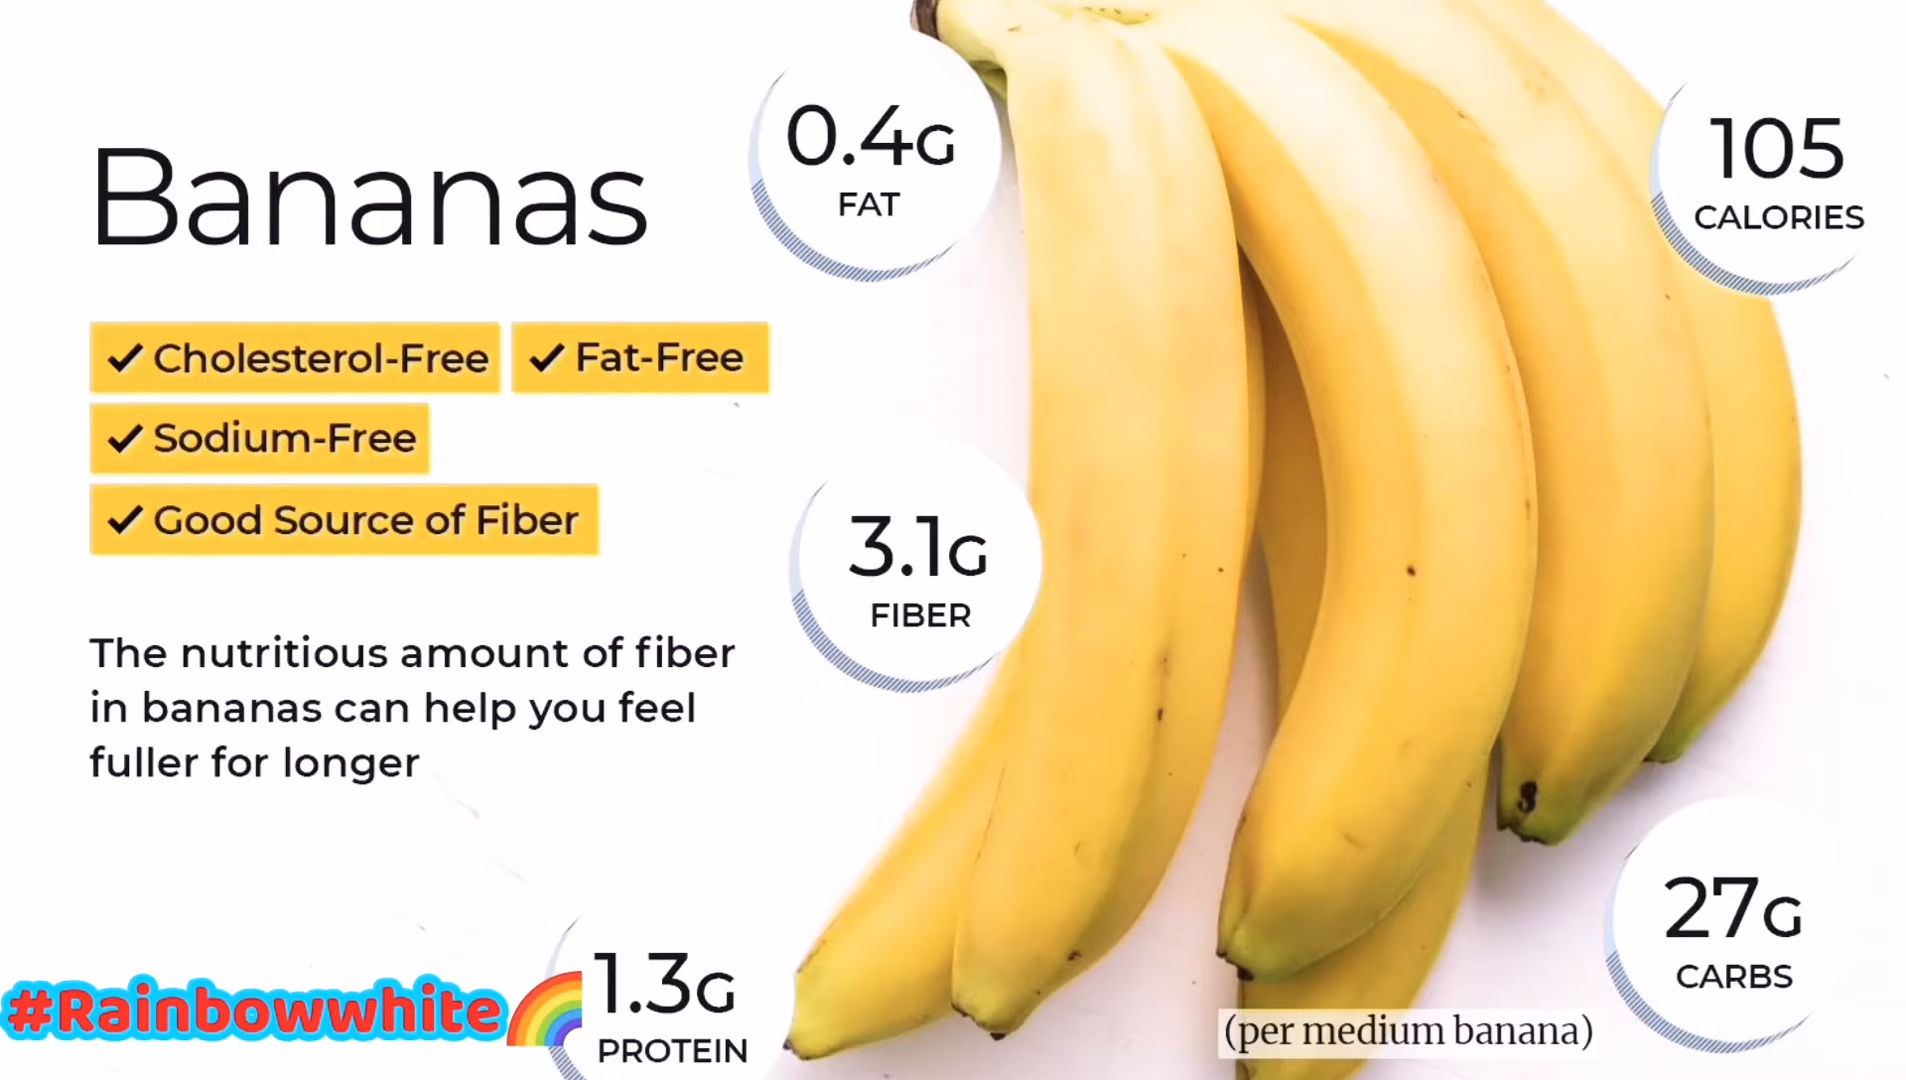 Bananas
✓ Cholesterol-Free
✓ Fat-Free
✓ Sodium-Free
✓ Good Source of Fiber
The nutritious amount of fiber
in bananas can help you feel
fuller for longer
0.4G
FAT
105
CALORIES
3.1G
FIBER
27G
CARBS
1.3G
PROTEIN
(per medium banana)
#Rainbowwhite🌈